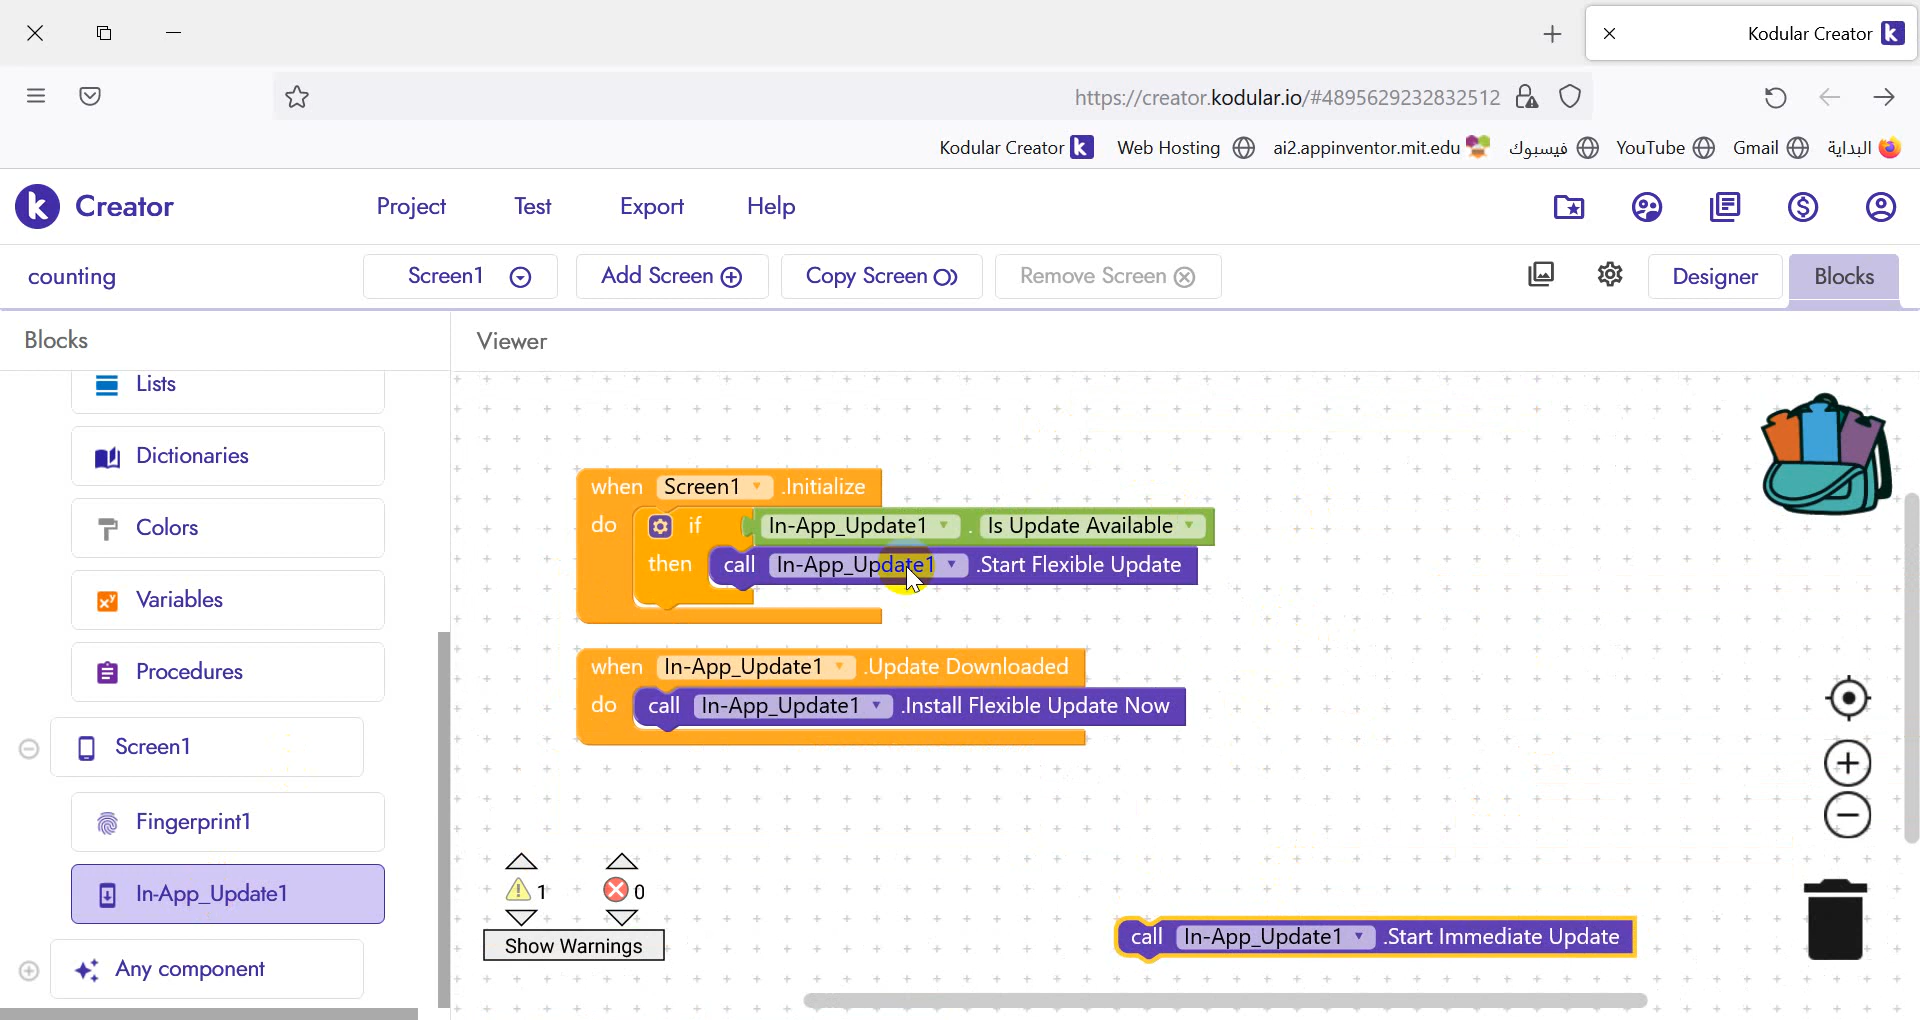 Kodular Creator
https://creator.kodular.io/#4895629232832512
Kodular Creator Web Hosting ai2.appinventor.mit.edu فيسبوك YouTube Gmail البداية
Creator Project Test Export Help
counting Screen1 Add Screen Copy Screen Remove Screen Designer Blocks
Blocks
Viewer
Lists
Dictionaries
Colors
Variables
Procedures
Screen1
Fingerprint1
In-App_Update1
Any component
when Screen1 .Initialize
do if In-App_Update1 . Is Update Available
then call In-App_Update1 .Start Flexible Update
when In-App_Update1 .Update Downloaded
do call In-App_Update1 .Install Flexible Update Now
1 0
Show Warnings
call In-App_Update1 .Start Immediate Update